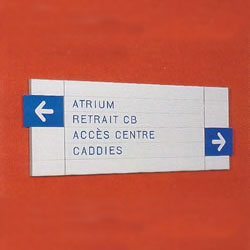 ATRIUM
RETRAIT CB
ACCÈS CENTRE
CADDIES